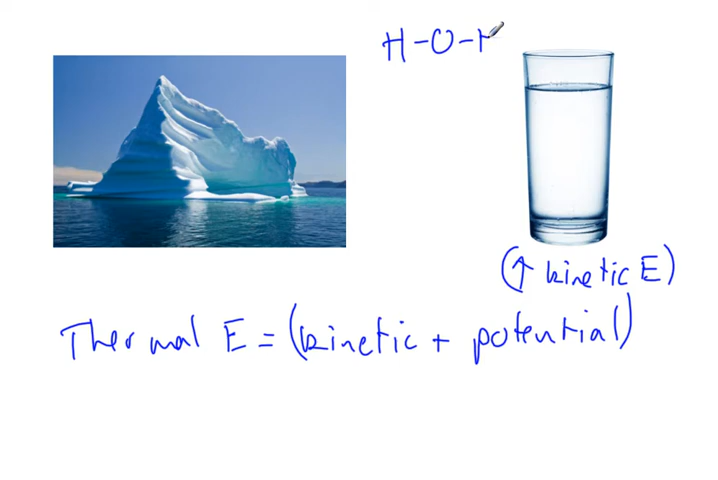 H-O-H
(↑ kinetic E)
Thermal E = (kinetic + potential)